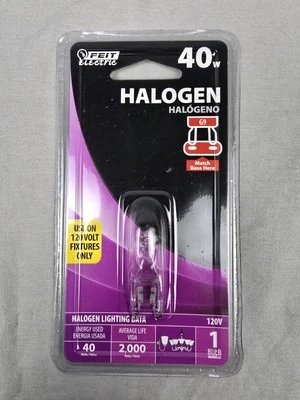 FEIT
electric
40w
HALOGEN
HALÓGENO
G9
Match
Base Here
USE ON
120 VOLT
FIXTURES
ONLY
HALOGEN LIGHTING DATA
120V
ENERGY USED
ENERGIA USADA
40
AVERAGE LIFE
VIDA
2,000
1
BULB